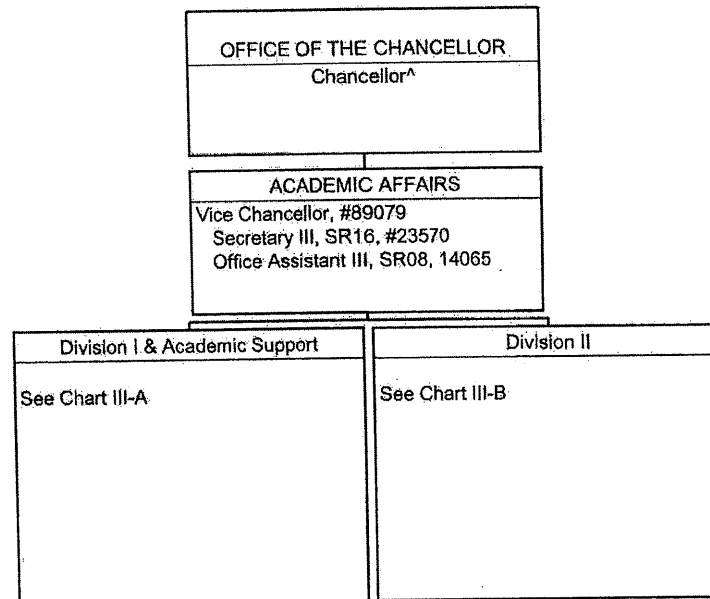 OFFICE OF THE CHANCELLOR
Chancellor^
ACADEMIC AFFAIRS
Vice Chancellor, #89079
Secretary III, SR16, #23570
Office Assistant III, SR08, 14065
Division I & Academic Support
See Chart III-A
Division II
See Chart III-B